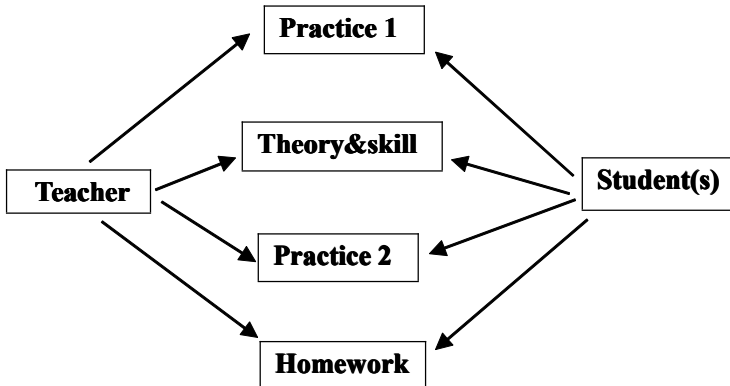 Practice 1
Theory&skill
Teacher
Student(s)
Practice 2
Homework